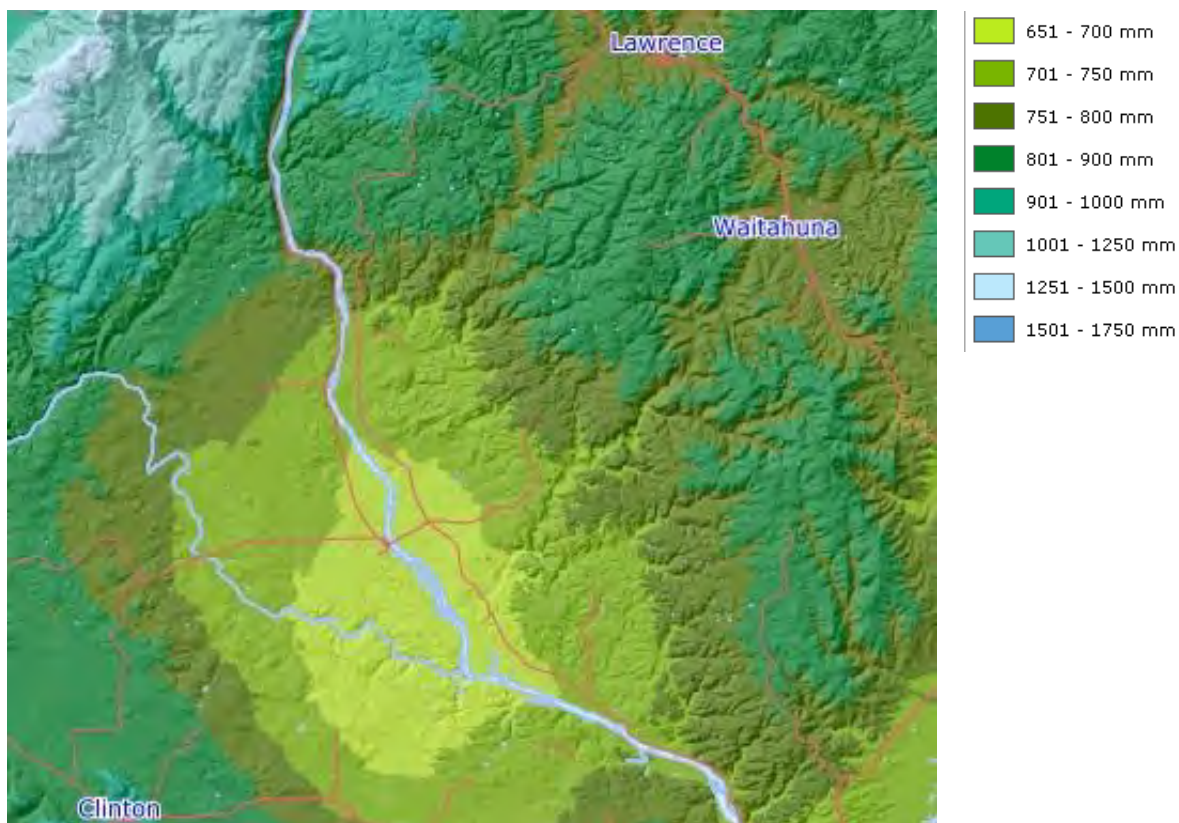 Lawrence
Waitahuna
Clinton
651 - 700 mm
701 - 750 mm
751 - 800 mm
801 - 900 mm
901 - 1000 mm
1001 - 1250 mm
1251 - 1500 mm
1501 - 1750 mm